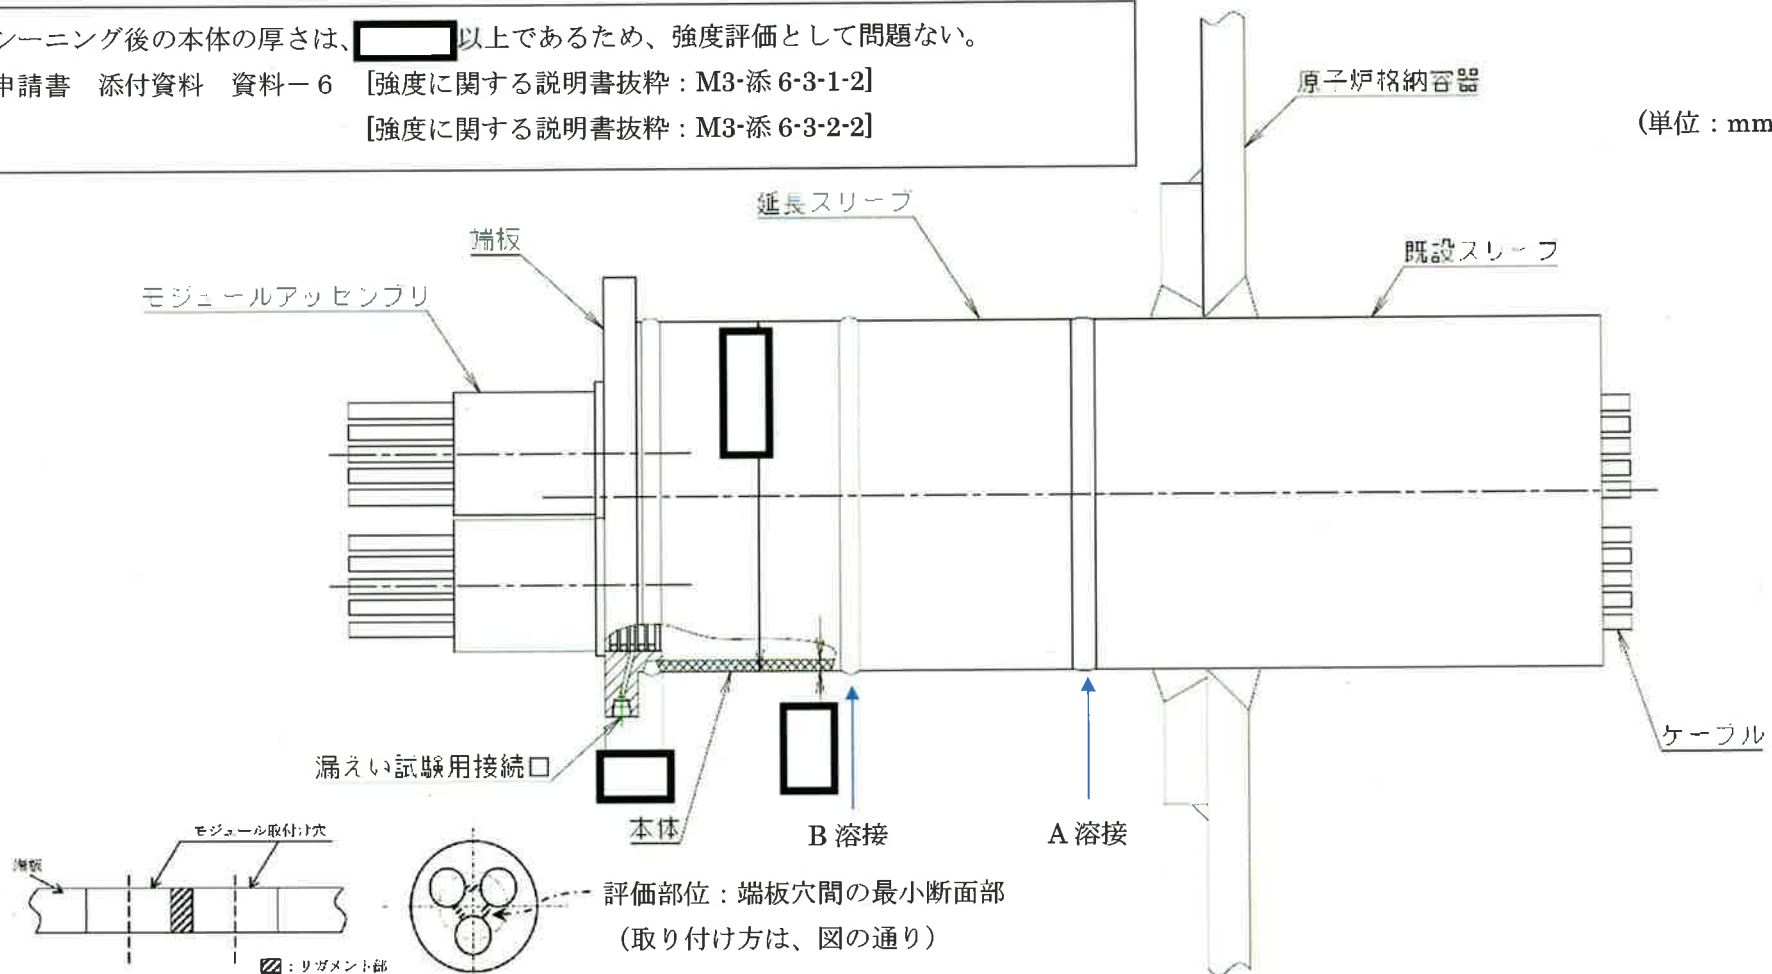 シーニング後の本体の厚さは、 以上であるため、強度評価として問題ない。
申請書 添付資料 資料－6 [強度に関する説明書抜粋：M3-添 6-3-1-2]
[強度に関する説明書抜粋：M3-添 6-3-2-2]
(単位：mm
原子炉格納容器
延長スリーブ
既設スリーブ
端板
モジュールアッセンブリ
漏えい試験用接続口
本体
B 溶接
A 溶接
ケーブル
モジュール取付け穴
端板
評価部位：端板穴間の最小断面部
（取り付け方は、図の通り）
：リガメント部